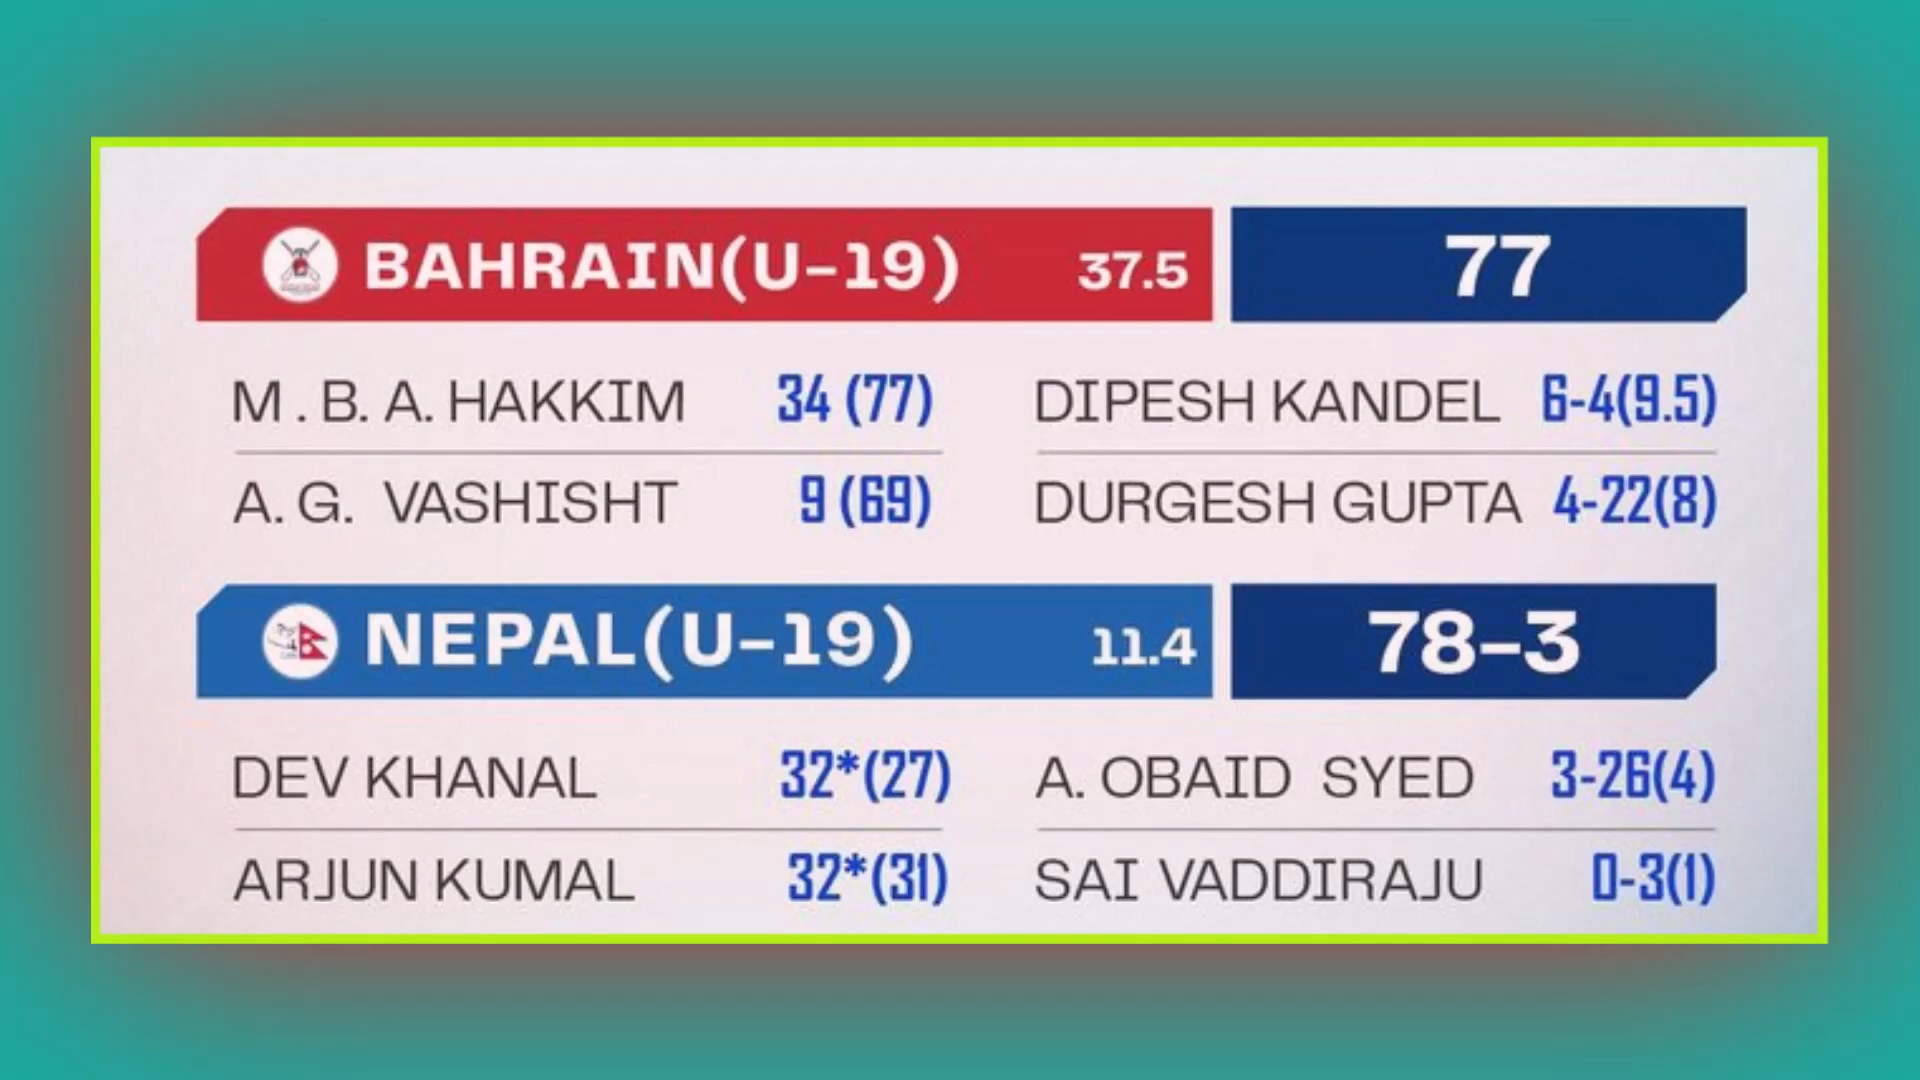 BAHRAIN(U-19) 37.5 77
M . B. A. HAKKIM 34 (77) DIPESH KANDEL 6-4(9.5)
A. G. VASHISHT 9 (69) DURGESH GUPTA 4-22(8)
NEPAL(U-19) 11.4 78-3
DEV KHANAL 32*(27) A. OBAID SYED 3-26(4)
ARJUN KUMAL 32*(31) SAI VADDIRAJU 0-3(1)